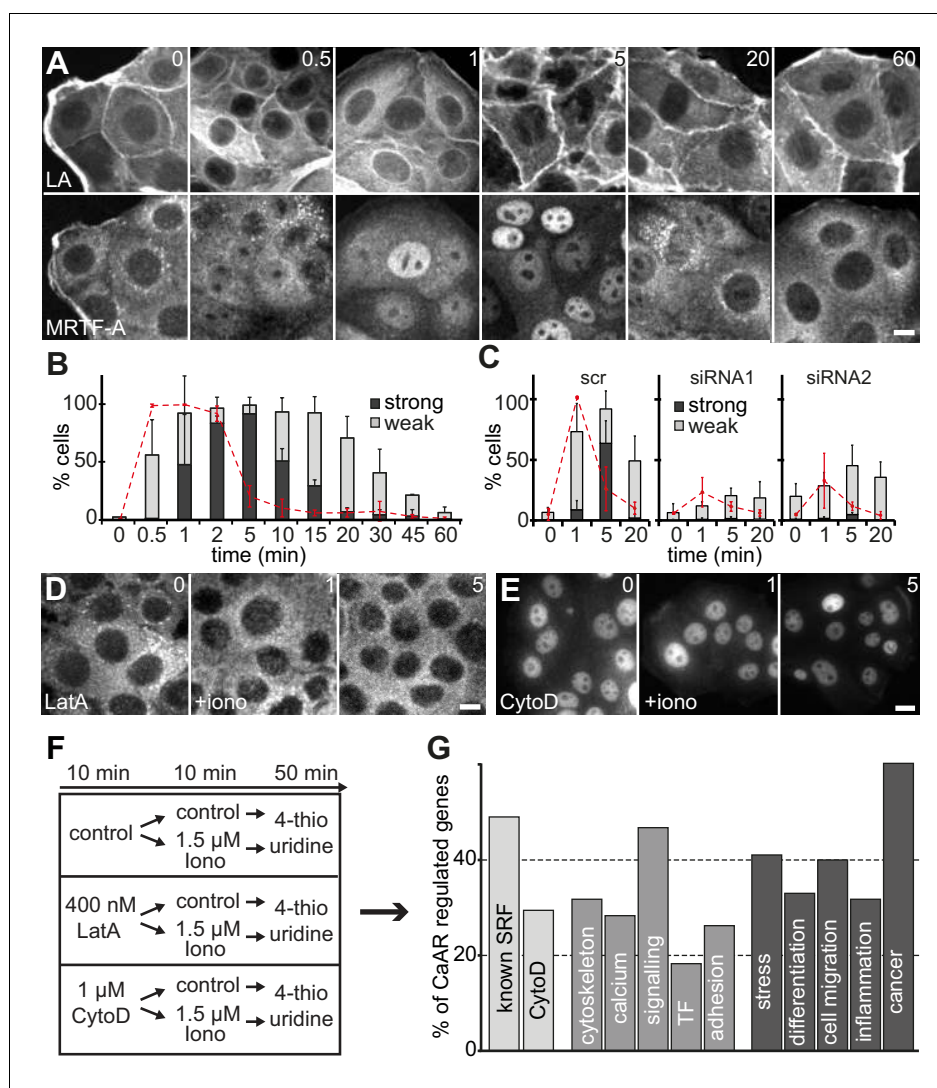 A
0
0.5
1
5
20
60
LA
MRTF-A
B
% cells
100
50
0
strong
weak
0 0.5 1 2 5 10 15 20 30 45 60
time (min)
C
scr
siRNA1
siRNA2
% cells
100
50
0
strong
weak
0 1 5 20
0 1 5 20
0 1 5 20
time (min)
D
0
1
5
LatA
+iono
E
0
1
5
CytoD
+iono
F
10 min 10 min 50 min
control
control
1.5 µM
Iono
4-thio
uridine
400 nM
LatA
control
1.5 µM
Iono
4-thio
uridine
1 µM
CytoD
control
1.5 µM
Iono
4-thio
uridine
G
% of CaAR regulated genes
40
20
0
known SRF
CytoD
cytoskeleton
calcium
signalling
TF
adhesion
stress
differentiation
cell migration
inflammation
cancer